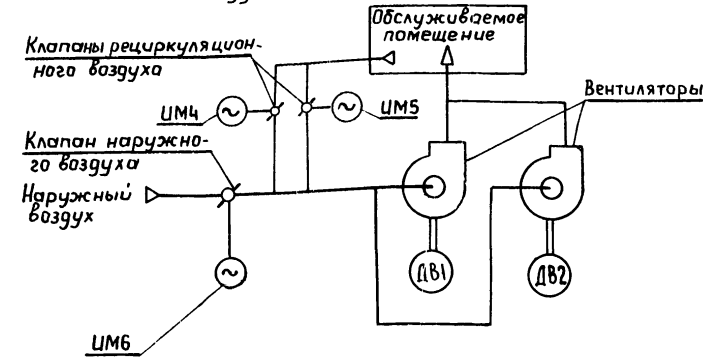 Обслуживаемое
помещение
Клапаны рециркуляцион-
ного воздуха
Вентиляторы
ИМ4
ИМ5
Клапан наружно-
го воздуха
Наружный
воздух
ДВ1
ДВ2
ИМ6